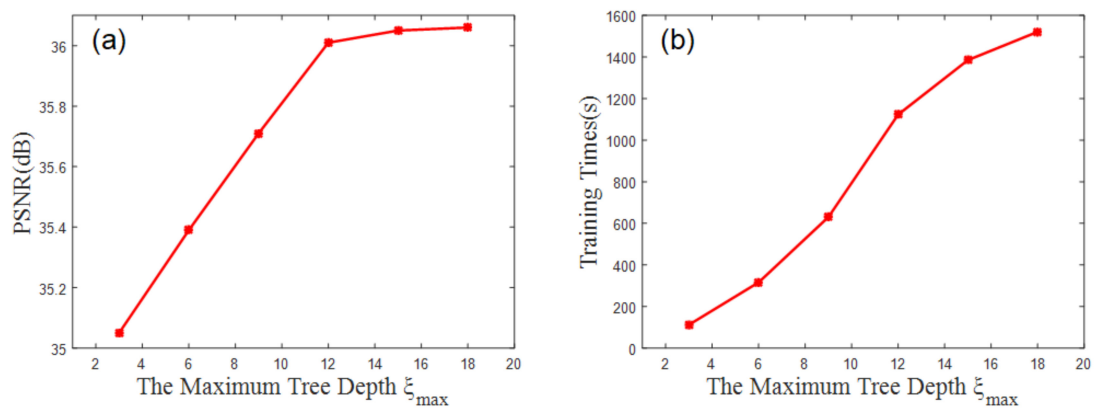 (a)
PSNR(dB)
36
35.8
35.6
35.4
35.2
35
2 4 6 8 10 12 14 16 18 20
The Maximum Tree Depth ξmax
(b)
Training Times(s)
1600
1400
1200
1000
800
600
400
200
0
2 4 6 8 10 12 14 16 18 20
The Maximum Tree Depth ξmax